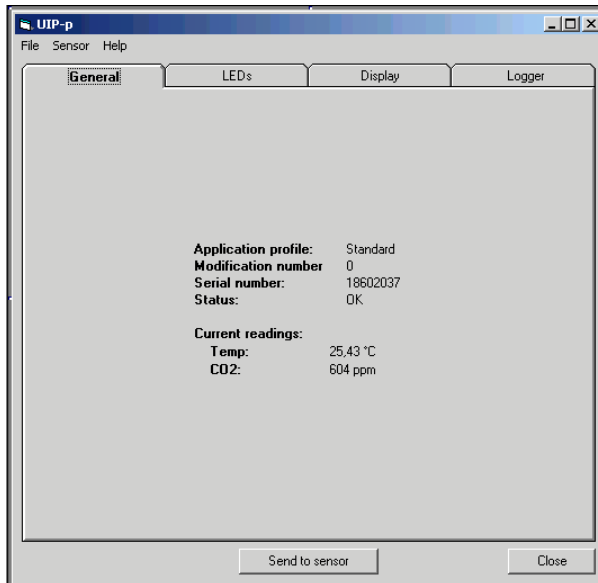 UIP-p
File Sensor Help
General LEDs Display Logger
Application profile: Standard
Modification number 0
Serial number: 18602037
Status: OK
Current readings:
Temp: 25,43 °C
CO2: 604 ppm
Send to sensor Close